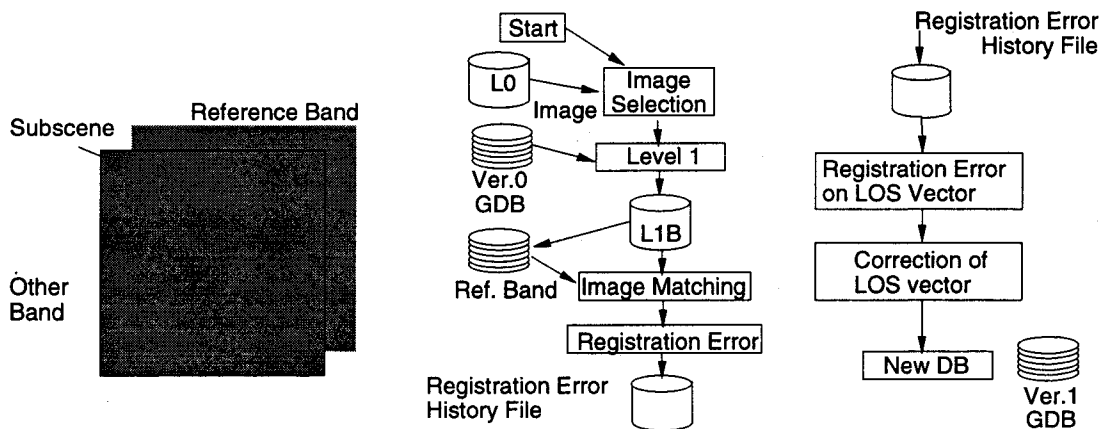 Subscene
Reference Band
Other
Band
Start
L0
Image
Image
Selection
Ver.0
GDB
Level 1
L1B
Ref. Band
Image Matching
Registration Error
Registration Error
History File
Registration Error
History File
Registration Error
on LOS Vector
Correction of
LOS vector
New DB
Ver.1
GDB